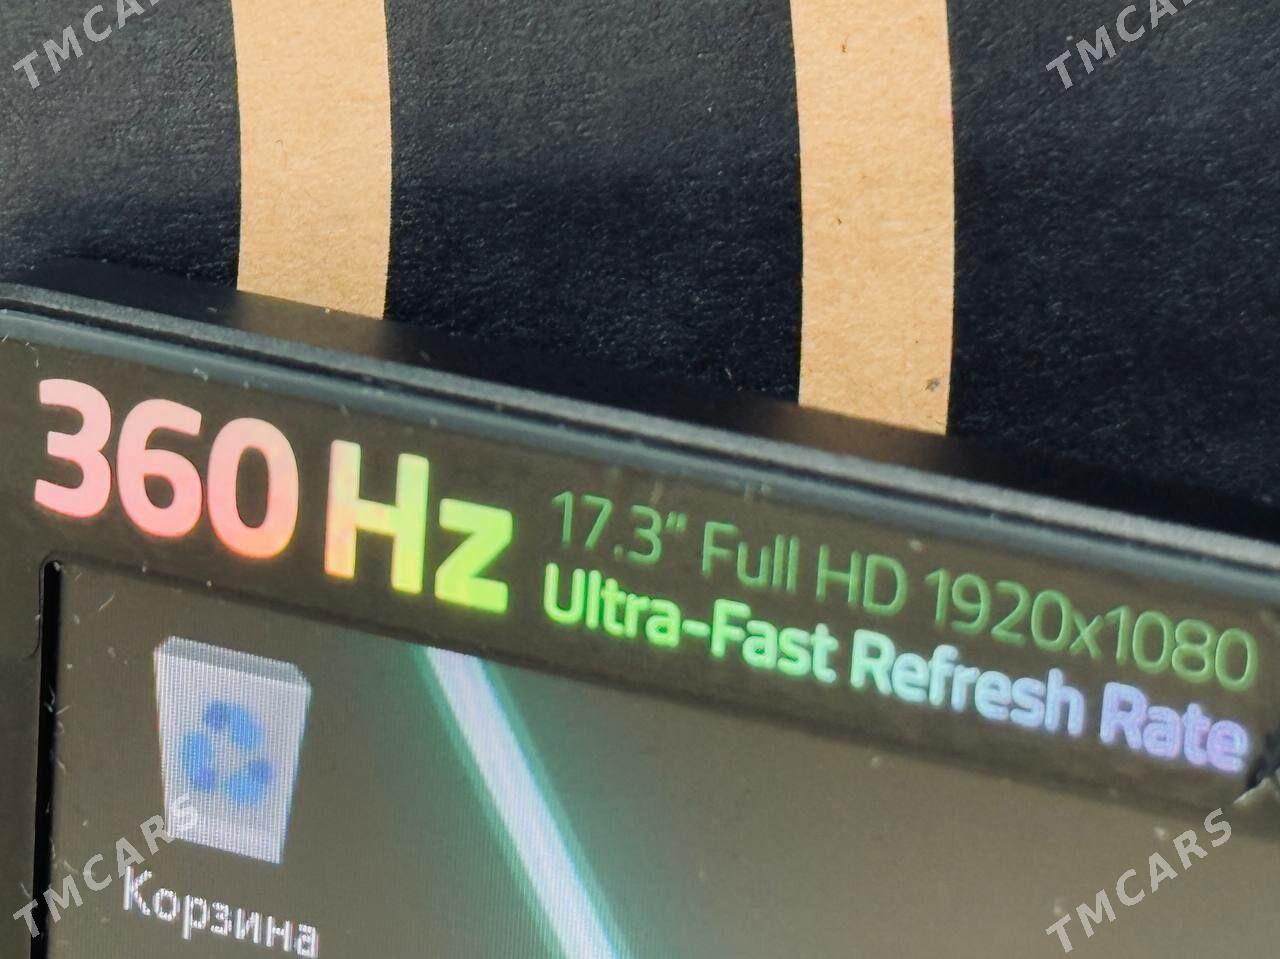 TMCARS
TMCARS
360 Hz
17.3" Full HD 1920x1080
Ultra-Fast Refresh Rate
Корзина
TMCARS
TMCARS